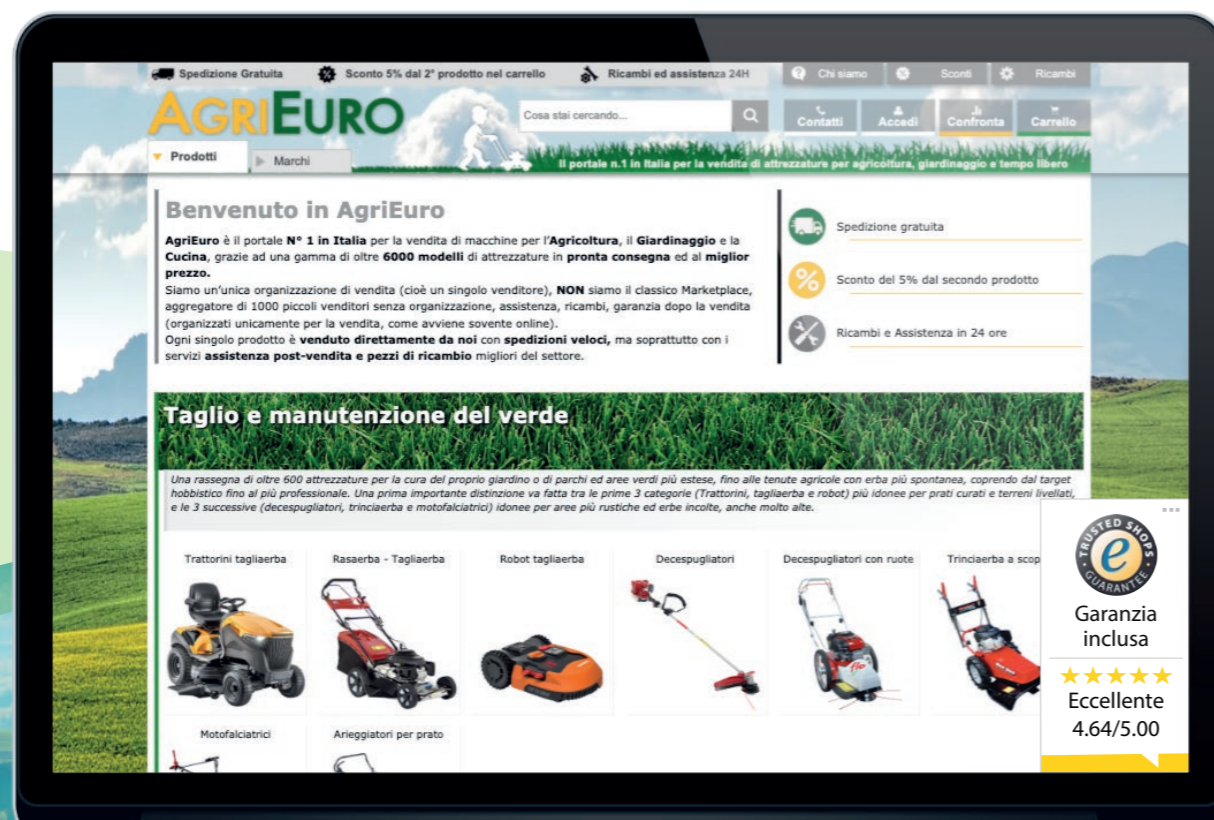 Spedizione Gratuita
Sconto 5% dal 2° prodotto nel carrello
Ricambi ed assistenza 24H
Chi siamo
Sconti
Ricambi
AGRIEURO
Cosa stai cercando...
Contatti
Accedi
Confronta
Carrello
Prodotti
Marchi
Il portale n.1 in Italia per la vendita di attrezzature per agricoltura, giardinaggio e tempo libero
Benvenuto in AgriEuro
AgriEuro è il portale N° 1 in Italia per la vendita di macchine per l'Agricoltura, il Giardinaggio e la
Cucina, grazie ad una gamma di oltre 6000 modelli di attrezzature in pronta consegna ed al miglior
prezzo.
Siamo un'unica organizzazione di vendita (cioè un singolo venditore), NON siamo il classico Marketplace,
aggregatore di 1000 piccoli venditori senza organizzazione, assistenza, ricambi, garanzia dopo la vendita
(organizzati unicamente per la vendita, come avviene sovente online).
Ogni singolo prodotto è venduto direttamente da noi con spedizioni veloci, ma soprattutto con i
servizi assistenza post-vendita e pezzi di ricambio migliori del settore.
Spedizione gratuita
Sconto del 5% dal secondo prodotto
Ricambi e Assistenza in 24 ore
Taglio e manutenzione del verde
Una rassegna di oltre 600 attrezzature per la cura del proprio giardino o di parchi ed aree verdi più estese, fino alle tenute agricole con erba più spontanea, coprendo dal target
hobbistico fino al più professionale. Una prima importante distinzione va fatta tra le prime 3 categorie (Trattorini, tagliaerba e robot) più idonee per prati curati e terreni livellati,
e le 3 successive (decespugliatori, trinciaerba e motofalciatrici) idonee per aree più rustiche ed erbe incolte, anche molto alte.
Trattorini tagliaerba
Rasaerba - Tagliaerba
Robot tagliaerba
Decespugliatori
Decespugliatori con ruote
Trinciaerba a scop
Motofalciatrici
Arieggiatori per prato
TRUSTED SHOPS
e
GUARANTEE
Garanzia
inclusa
Eccellente
4.64/5.00